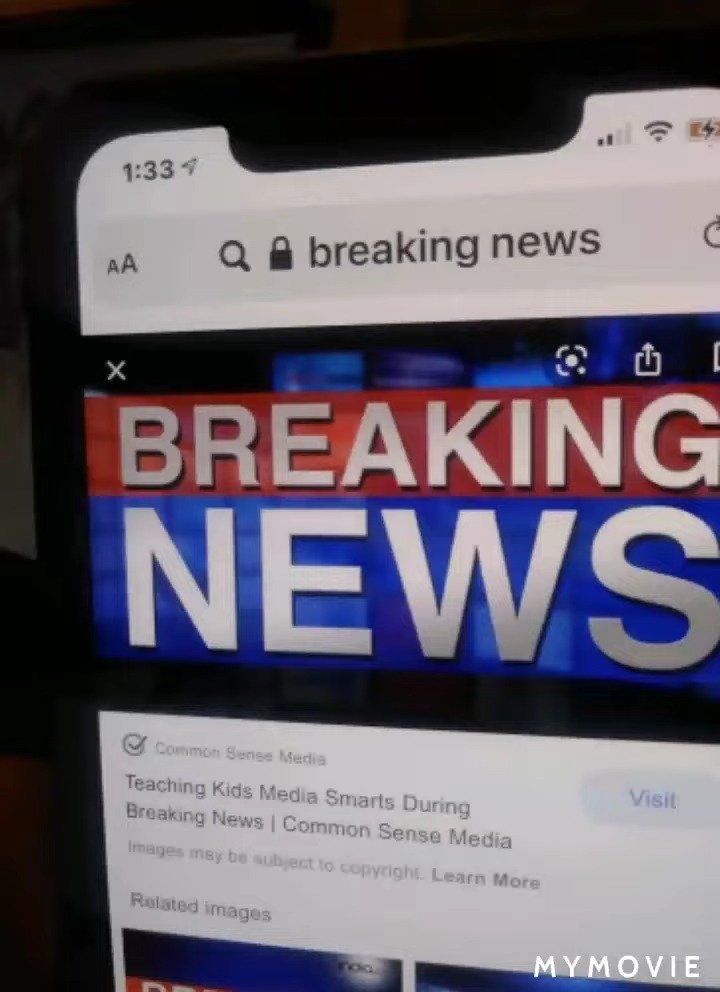 1:33
AA breaking news
BREAKING
NEWS
Common Sense Media
Teaching Kids Media Smarts During
Breaking News | Common Sense Media
Visit
Images may be subject to copyright. Learn More
Related images
MYMOVIE